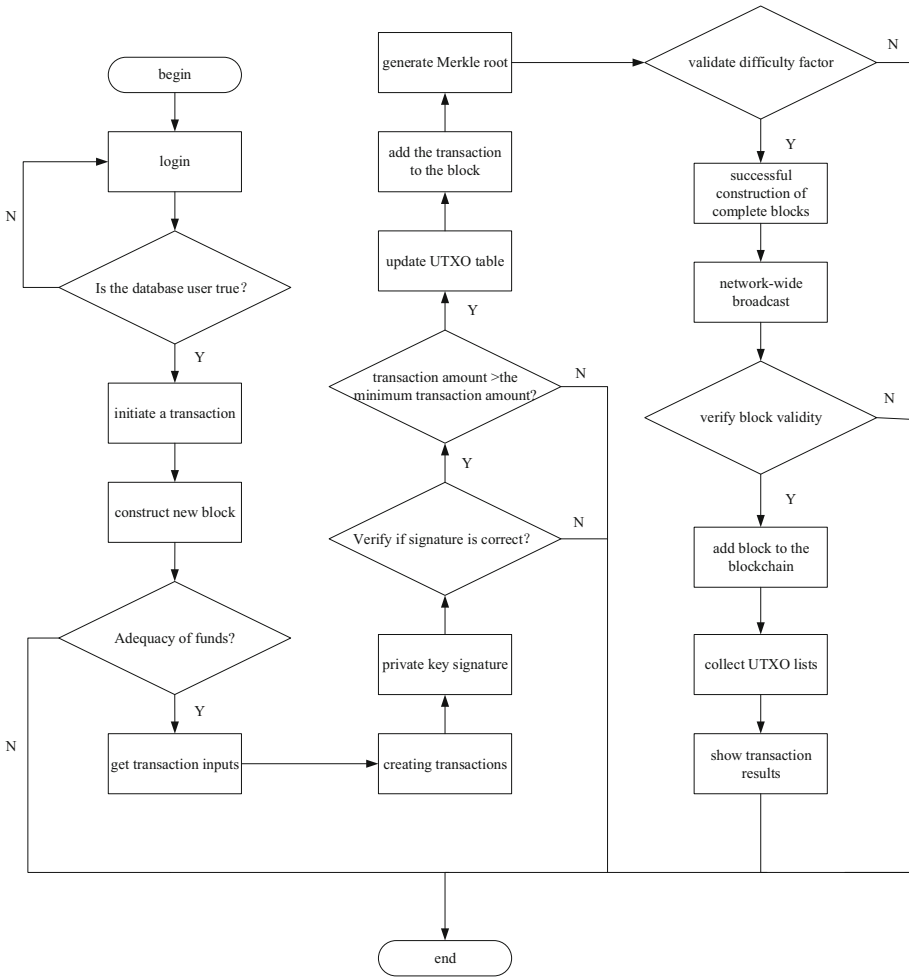 begin
login
N
Is the database user true?
Y
initiate a transaction
construct new block
Adequacy of funds?
N
Y
get transaction inputs
creating transactions
private key signature
Verify if signature is correct?
N
Y
transaction amount >the
minimum transaction amount?
N
Y
update UTXO table
add the transaction
to the block
generate Merkle root
validate difficulty factor
N
Y
successful
construction of
complete blocks
network-wide
broadcast
verify block validity
N
Y
add block to the
blockchain
collect UTXO lists
show transaction
results
end